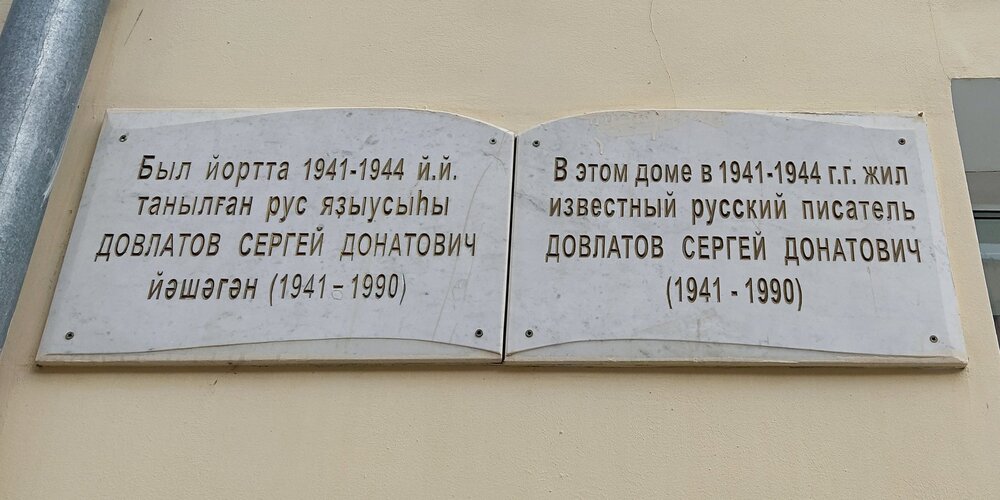 Был йортта 1941-1944 й.й.
танылған рус яҙыусыһы
ДОВЛАТОВ СЕРГЕЙ ДОНАТОВИЧ
йәшәгән (1941-1990)
В этом доме в 1941-1944 г.г. жил
известный русский писатель
ДОВЛАТОВ СЕРГЕЙ ДОНАТОВИЧ
(1941 - 1990)